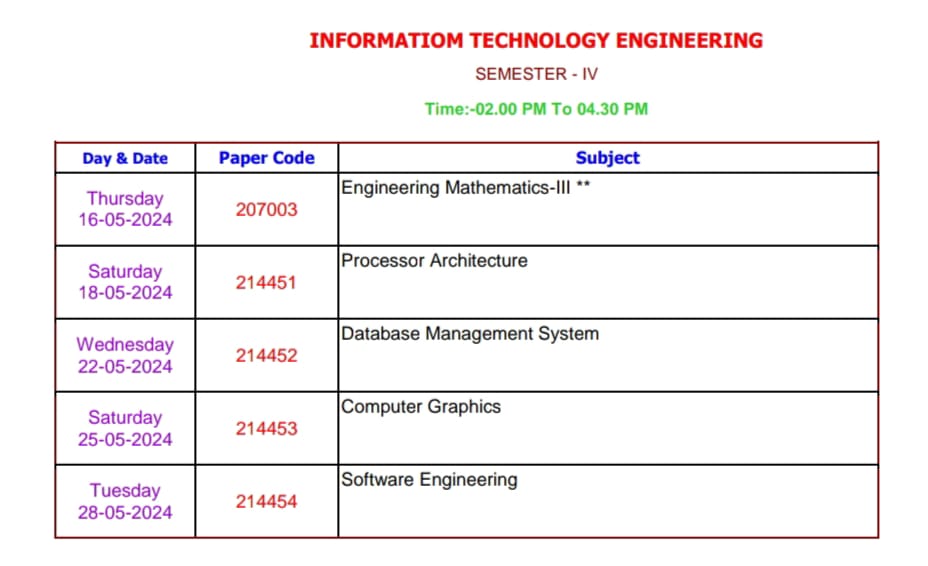 INFORMATIOM TECHNOLOGY ENGINEERING
SEMESTER - IV
Time:-02.00 PM To 04.30 PM
Day & Date Paper Code Subject
Thursday
16-05-2024 207003 Engineering Mathematics-III **
Saturday
18-05-2024 214451 Processor Architecture
Wednesday
22-05-2024 214452 Database Management System
Saturday
25-05-2024 214453 Computer Graphics
Tuesday
28-05-2024 214454 Software Engineering